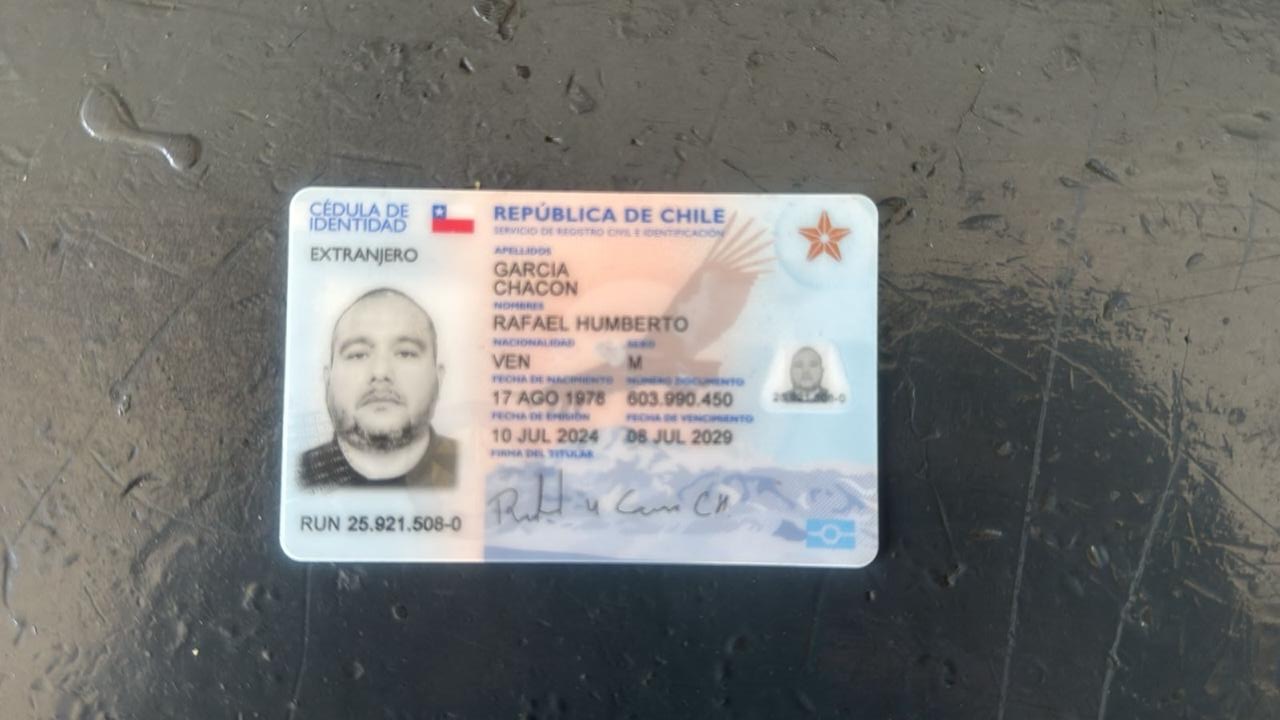 CÉDULA DE
IDENTIDAD
EXTRANJERO
REPÚBLICA DE CHILE
SERVICIO DE REGISTRO CIVIL E IDENTIFICACIÓN
APELLIDOS
GARCIA
CHACON
NOMBRES
RAFAEL HUMBERTO
NACIONALIDAD SEXO
VEN M
FECHA DE NACIMIENTO NÚMERO DOCUMENTO
17 AGO 1978 603.990.450
FECHA DE EMISIÓN FECHA DE VENCIMIENTO
10 JUL 2024 08 JUL 2029
FIRMA DEL TITULAR
RUN 25.921.508-0
25.921.508-0